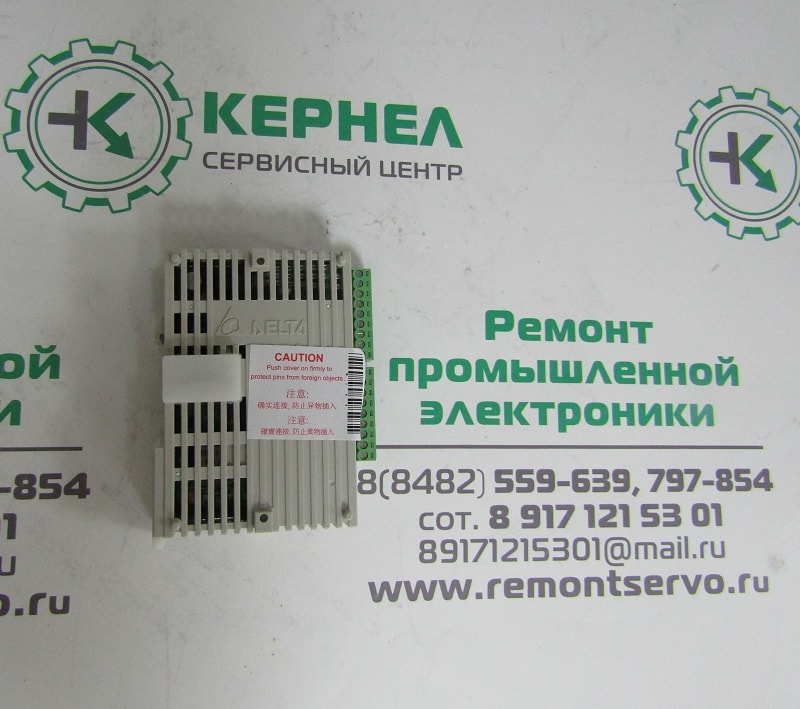 КЕРНЕЛ
СЕРВИСНЫЙ ЦЕНТР
DELTA
CAUTION
Push cover on firmly to
protect pins from foreign objects
注意:
确实连接, 防止异物插入
注意:
確實連接, 防止異物插入
Ремонт
промышленной
электроники
8(8482) 559-639, 797-854
сот. 8 917 121 53 01
89171215301@mail.ru
www.remontservo.ru
ой
и
-854
01
u
o.ru